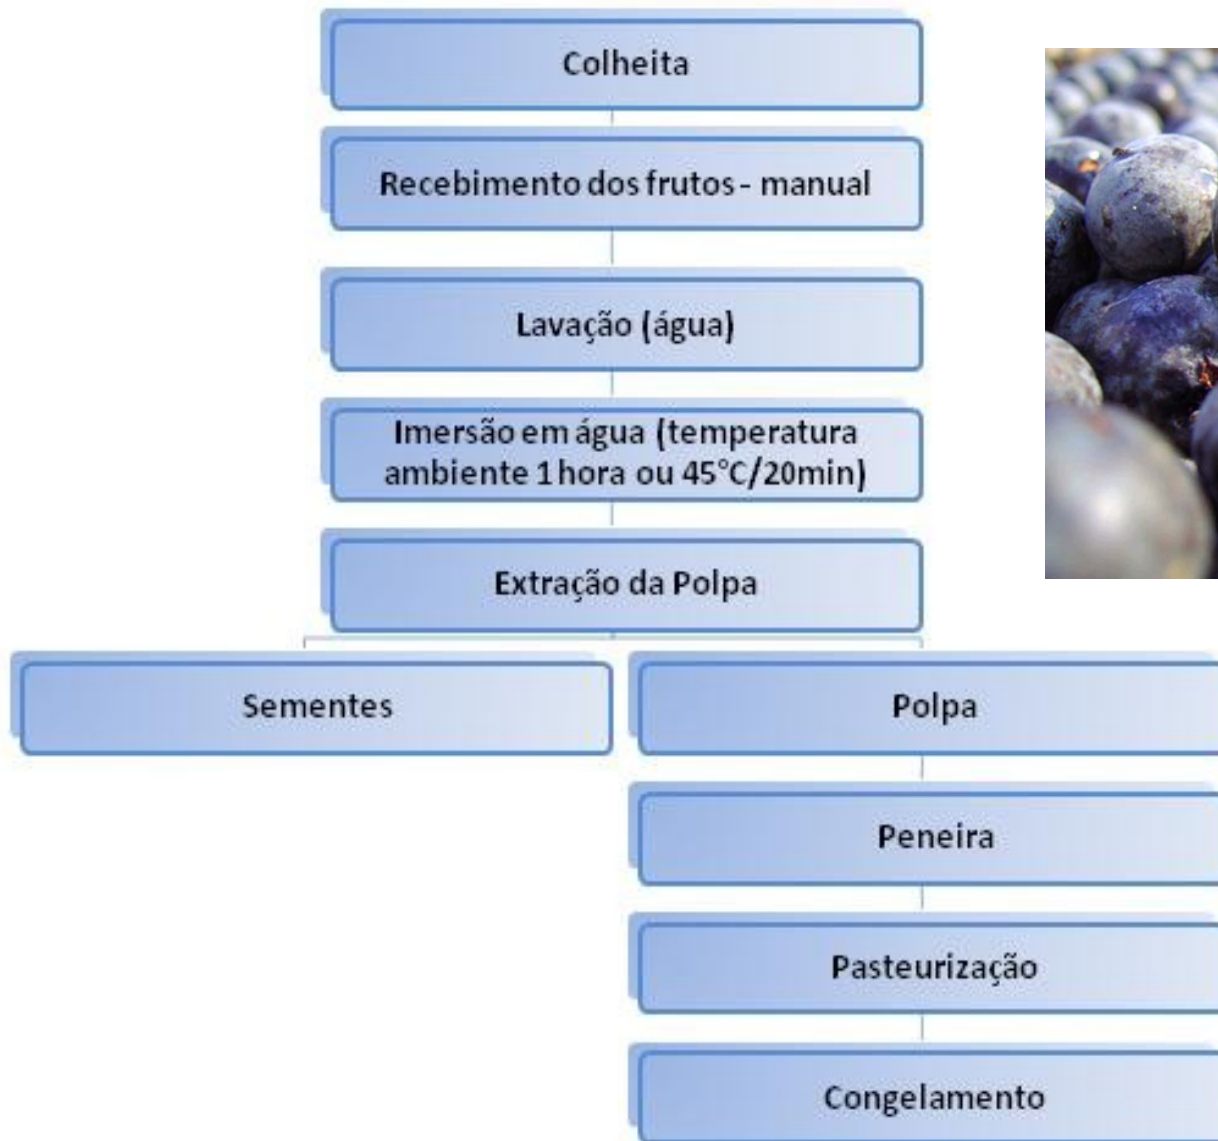 Colheita
Recebimento dos frutos - manual
Lavação (água)
Imersão em água (temperatura
ambiente 1 hora ou 45°C/20min)
Extração da Polpa
Sementes
Polpa
Peneira
Pasteurização
Congelamento